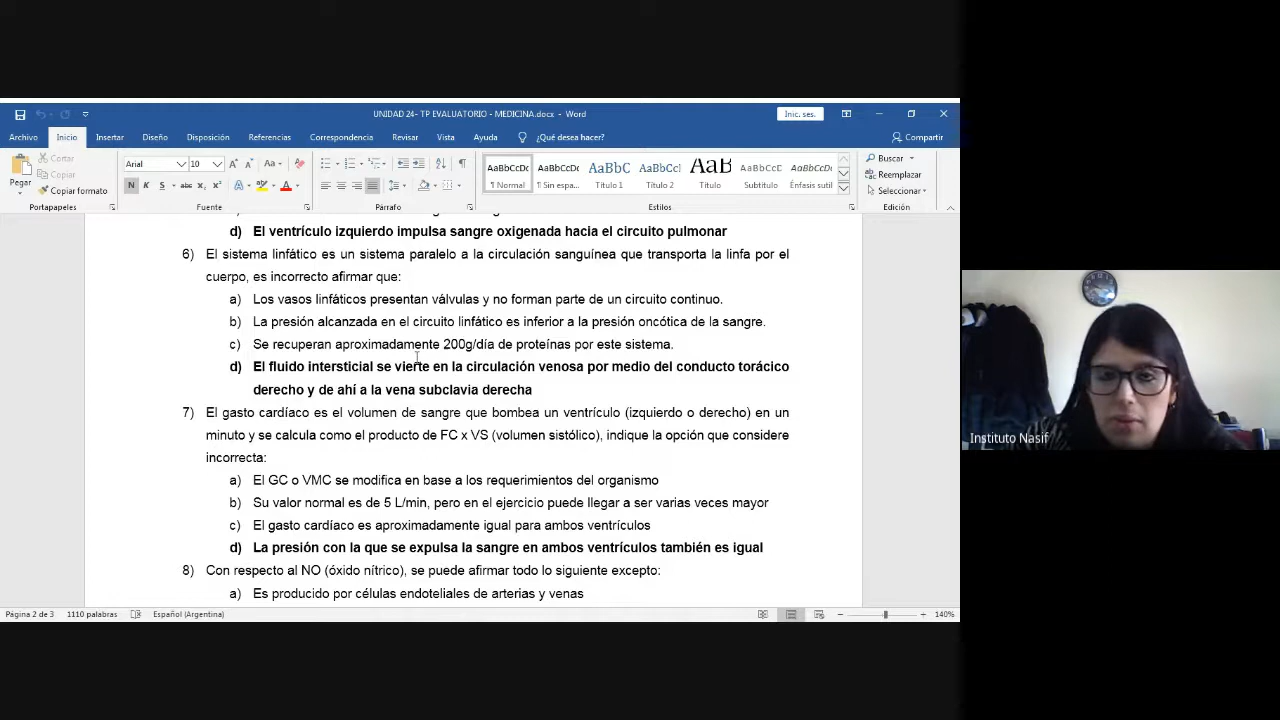 UNIDAD 24- TP EVALUATORIO - MEDICINA.docx - Word
Inic. ses.
Archivo Inicio Insertar Diseño Disposición Referencias Correspondencia Revisar Vista Ayuda ¿Qué desea hacer? Compartir
Pegar
Cortar
Copiar
Copiar formato
Portapapeles
Arial 10
Fuente
Párrafo
AaBbCcDc AaBbCcDc AaBbC AaBbCcI AaB AaBbCcD AaBbCcDc
¶ Normal ¶ Sin espa... Título 1 Título 2 Título Subtítulo Énfasis sutil
Estilos
Buscar
Reemplazar
Seleccionar
Edición
d) El ventrículo izquierdo impulsa sangre oxigenada hacia el circuito pulmonar
6) El sistema linfático es un sistema paralelo a la circulación sanguínea que transporta la linfa por el
cuerpo, es incorrecto afirmar que:
a) Los vasos linfáticos presentan válvulas y no forman parte de un circuito continuo.
b) La presión alcanzada en el circuito linfático es inferior a la presión oncótica de la sangre.
c) Se recuperan aproximadamente 200g/día de proteínas por este sistema.
d) El fluido intersticial se vierte en la circulación venosa por medio del conducto torácico
derecho y de ahí a la vena subclavia derecha
7) El gasto cardíaco es el volumen de sangre que bombea un ventrículo (izquierdo o derecho) en un
minuto y se calcula como el producto de FC x VS (volumen sistólico), indique la opción que considere
incorrecta:
a) El GC o VMC se modifica en base a los requerimientos del organismo
b) Su valor normal es de 5 L/min, pero en el ejercicio puede llegar a ser varias veces mayor
c) El gasto cardíaco es aproximadamente igual para ambos ventrículos
d) La presión con la que se expulsa la sangre en ambos ventrículos también es igual
8) Con respecto al NO (óxido nítrico), se puede afirmar todo lo siguiente excepto:
a) Es producido por células endoteliales de arterias y venas
Página 2 de 3 1110 palabras Español (Argentina) 140%
Instituto Nasif